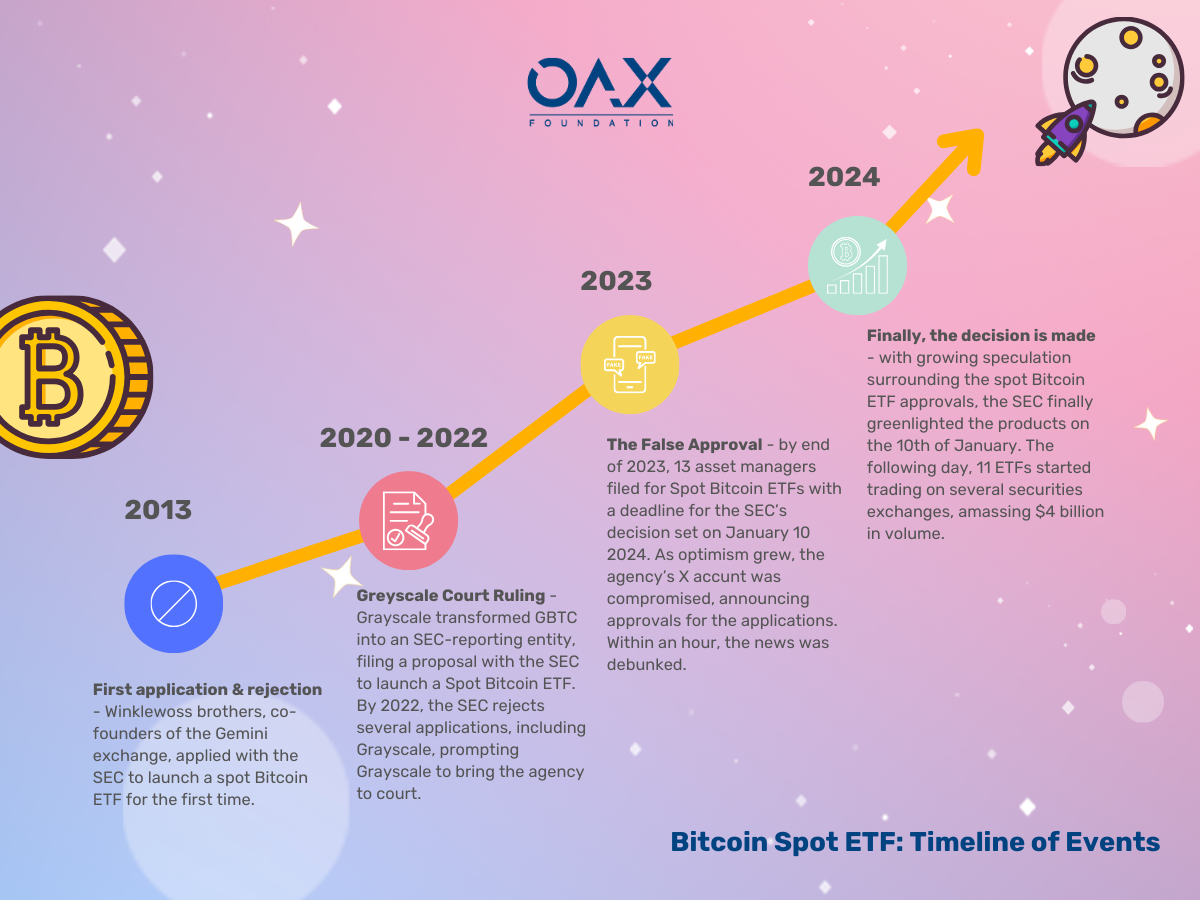 OAX
FOUNDATION
2013
First application & rejection
- Winklewoss brothers, co-
founders of the Gemini
exchange, applied with the
SEC to launch a spot Bitcoin
ETF for the first time.
2020 - 2022
Greyscale Court Ruling -
Grayscale transformed GBTC
into an SEC-reporting entity,
filing a proposal with the SEC
to launch a Spot Bitcoin ETF.
By 2022, the SEC rejects
several applications, including
Grayscale, prompting
Grayscale to bring the agency
to court.
2023
FAKE
FAKE
The False Approval - by end
of 2023, 13 asset managers
filed for Spot Bitcoin ETFs with
a deadline for the SEC's
decision set on January 10
2024. As optimism grew, the
agency's X accunt was
compromised, announcing
approvals for the applications.
Within an hour, the news was
debunked.
2024
Finally, the decision is made
- with growing speculation
surrounding the spot Bitcoin
ETF approvals, the SEC finally
greenlighted the products on
the 10th of January. The
following day, 11 ETFs started
trading on several securities
exchanges, amassing $4 billion
in volume.
Bitcoin Spot ETF: Timeline of Events